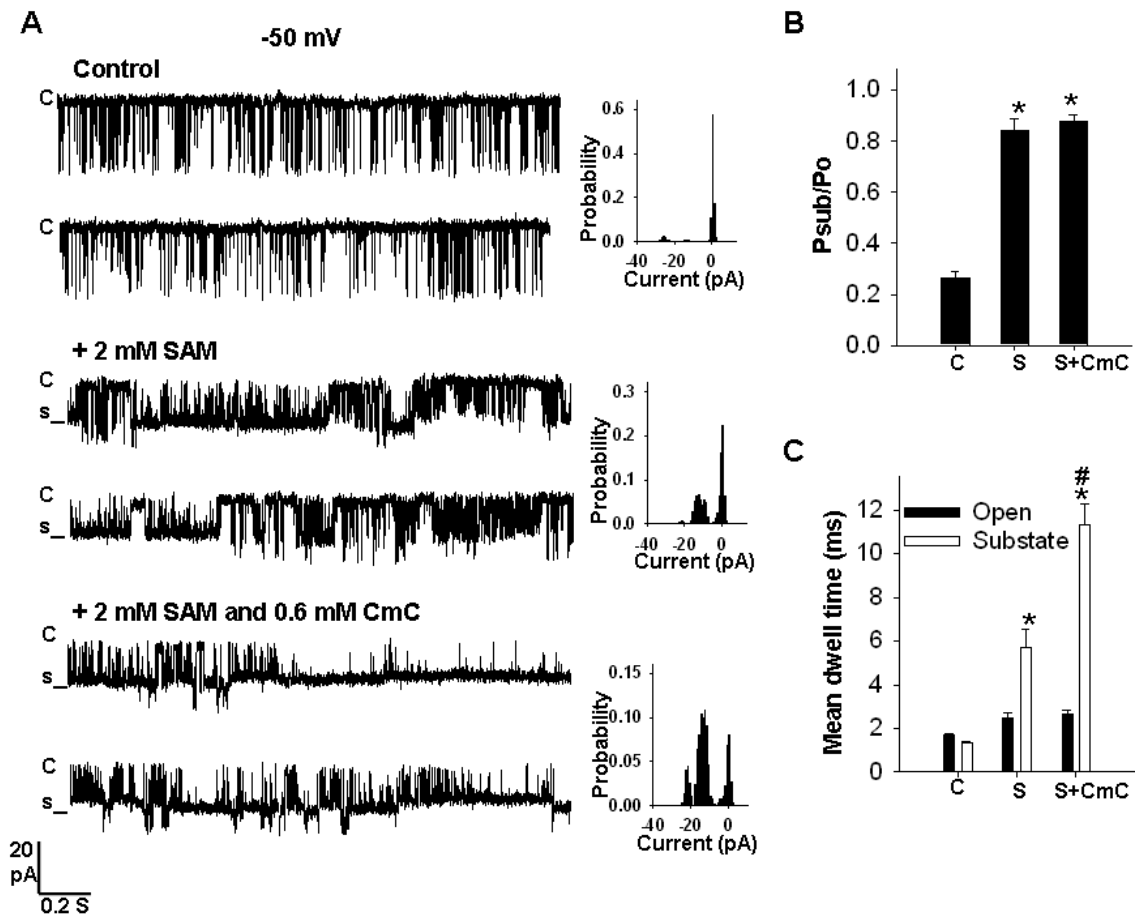 A
-50 mV
Control
C
C
0.6
0.4
0.2
0.0
Probability
-40 -20 0
Current (pA)
+ 2 mM SAM
C
s_
C
s_
0.3
0.2
0.1
0.0
Probability
-40 -20 0
Current (pA)
+ 2 mM SAM and 0.6 mM CmC
C
s_
C
s_
0.15
0.10
0.05
0.00
Probability
-40 -20 0
Current (pA)
20
pA
0.2 S
B
1.0
0.8
0.6
0.4
0.2
0.0
Psub/Po
* *
C S S+CmC
C
12
10
8
6
4
2
0
Mean dwell time (ms)
Open
Substate
*
#
*
C S S+CmC